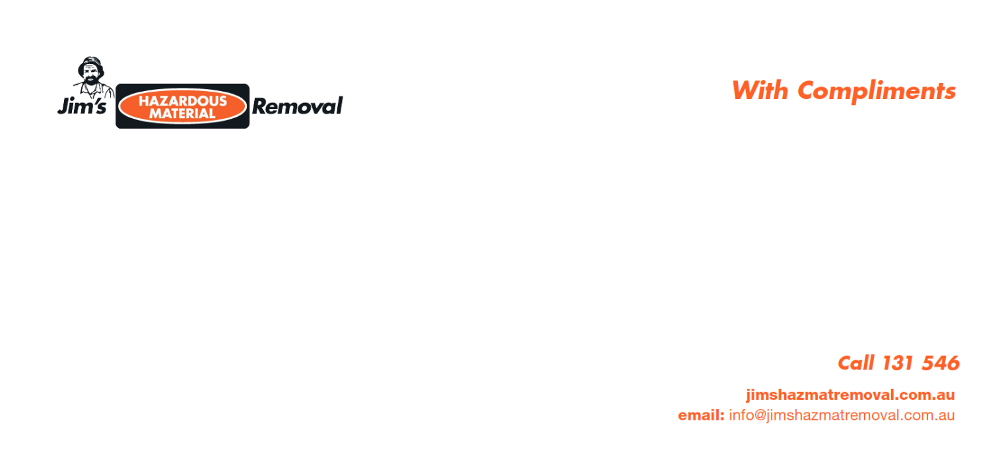 Jim's HAZARDOUS MATERIAL Removal
With Compliments
Call 131 546
jimshazmatremoval.com.au
email: info@jimshazmatremoval.com.au